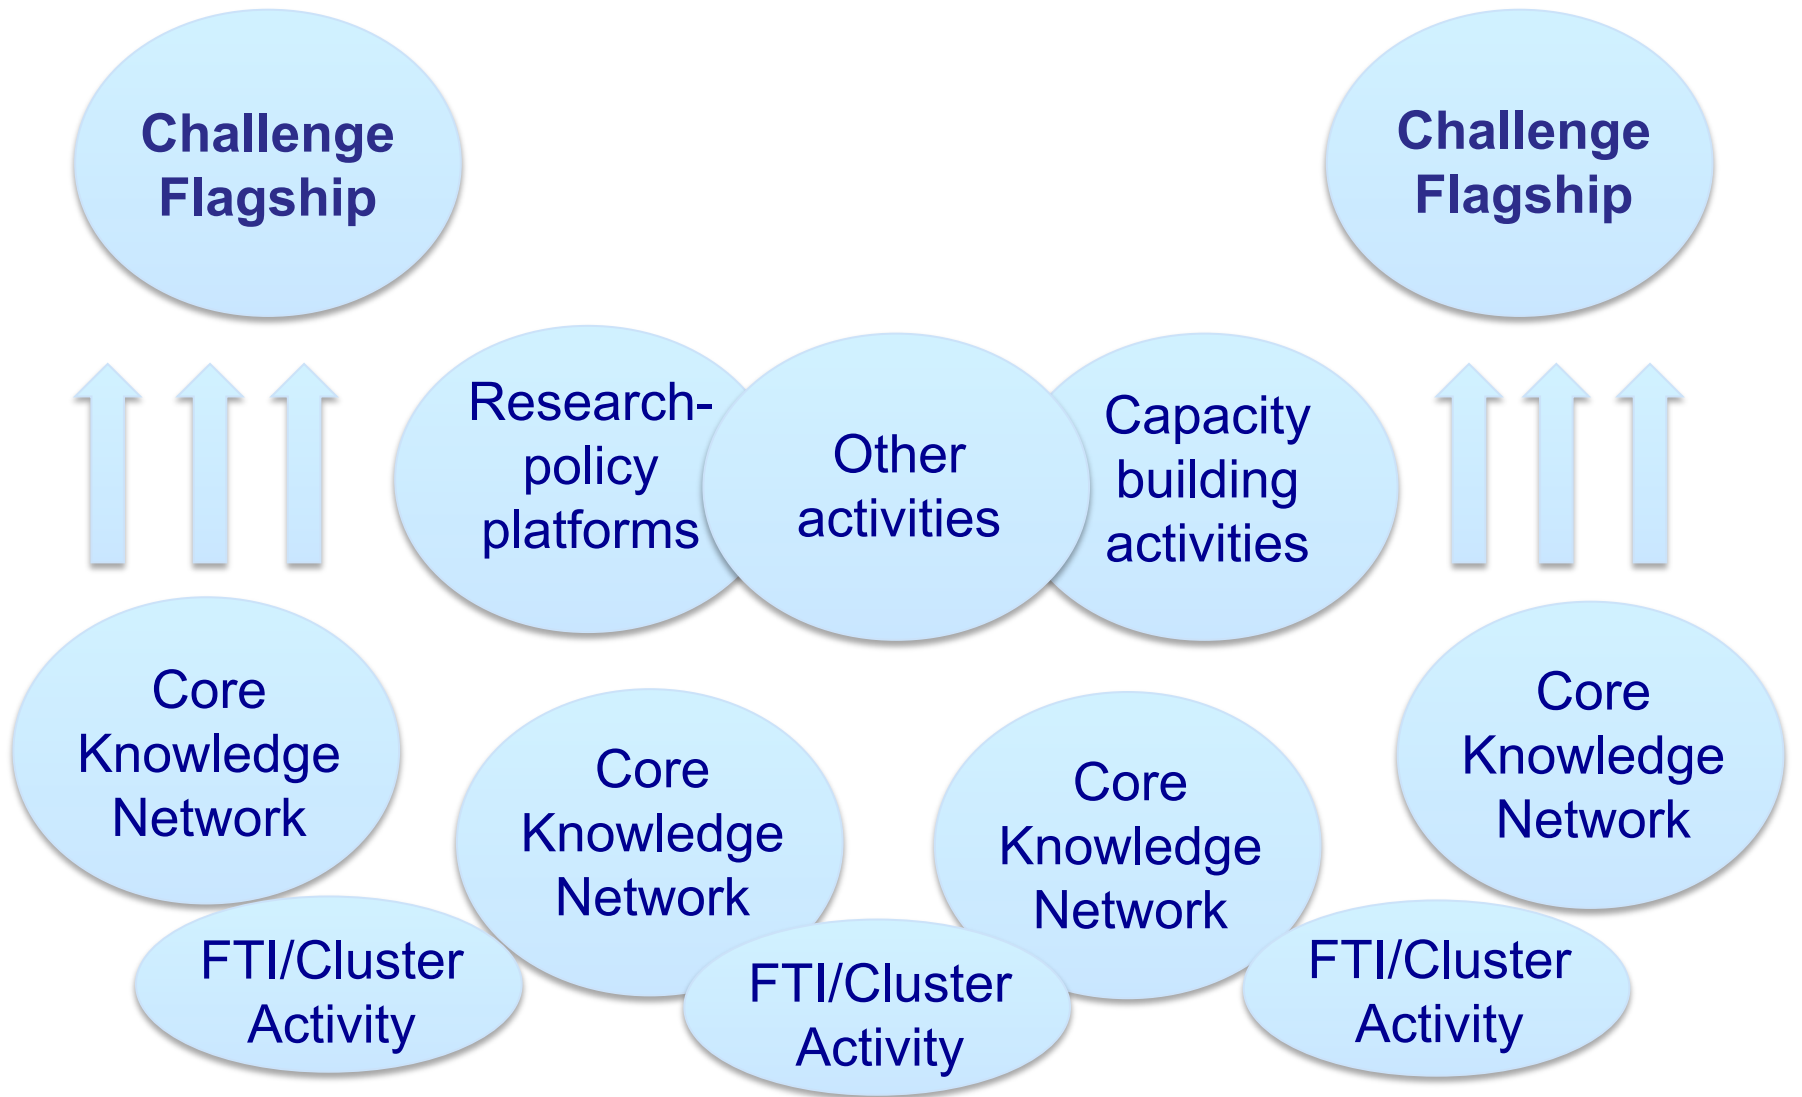 Challenge
Flagship
Challenge
Flagship
Research-
policy
platforms
Other
activities
Capacity
building
activities
Core
Knowledge
Network
Core
Knowledge
Network
Core
Knowledge
Network
Core
Knowledge
Network
FTI/Cluster
Activity
FTI/Cluster
Activity
FTI/Cluster
Activity